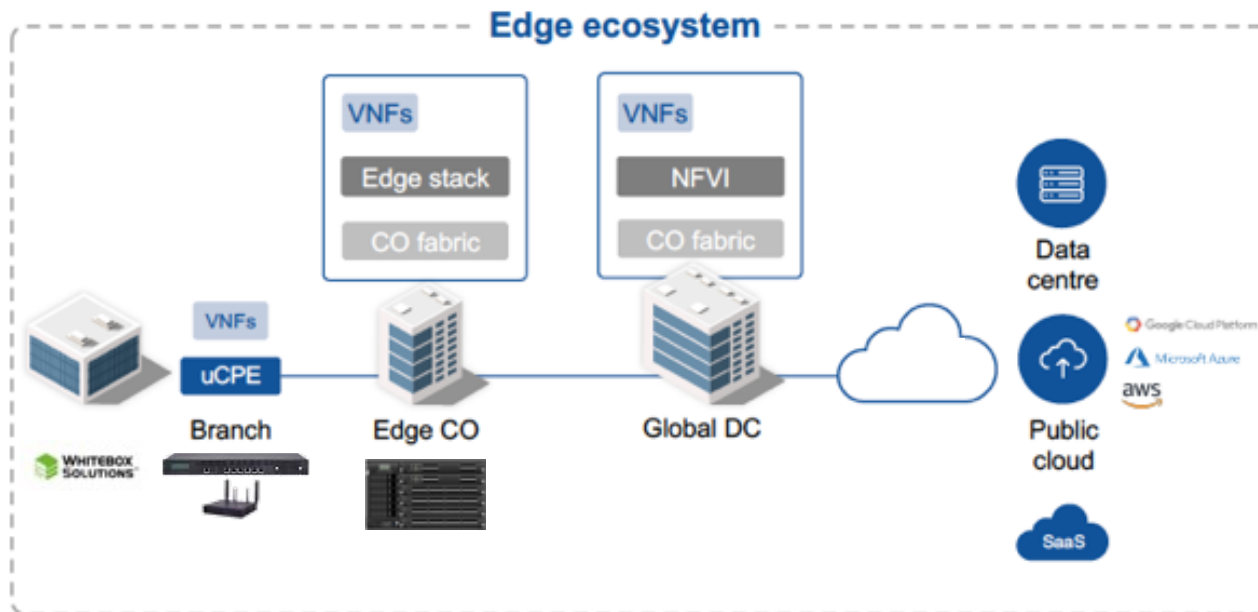 Edge ecosystem
VNFs
Edge stack
CO fabric
VNFs
NFVI
CO fabric
Data
centre
VNFs
uCPE
Branch
Edge CO
Global DC
Google Cloud Platform
Microsoft Azure
aws
Public
cloud
WHITEBOX
SOLUTIONS
SaaS